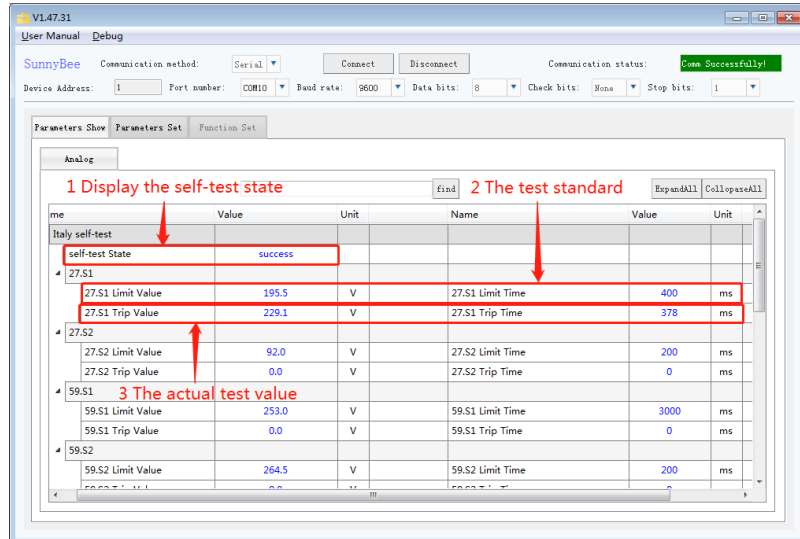 V1.47.31
User Manual Debug
SunnyBee Communication method: Serial Connect Disconnect Communication status: Comm Successfully!
Device Address: 1 Port number: COM10 Baud rate: 9600 Data bits: 8 Check bits: None Stop bits: 1
Parameters Show Parameters Set Function Set
Analog
1 Display the self-test state find 2 The test standard ExpandAll CollopaseAll
me Value Unit Name Value Unit
Italy self-test
self-test State success
27.S1
27.S1 Limit Value 195.5 V 27.S1 Limit Time 400 ms
27.S1 Trip Value 229.1 V 27.S1 Trip Time 378 ms
27.S2
27.S2 Limit Value 92.0 V 27.S2 Limit Time 200 ms
27.S2 Trip Value 0.0 V 27.S2 Trip Time 0 ms
59.S1 3 The actual test value
59.S1 Limit Value 253.0 V 59.S1 Limit Time 3000 ms
59.S1 Trip Value 0.0 V 59.S1 Trip Time 0 ms
59.S2
59.S2 Limit Value 264.5 V 59.S2 Limit Time 200 ms